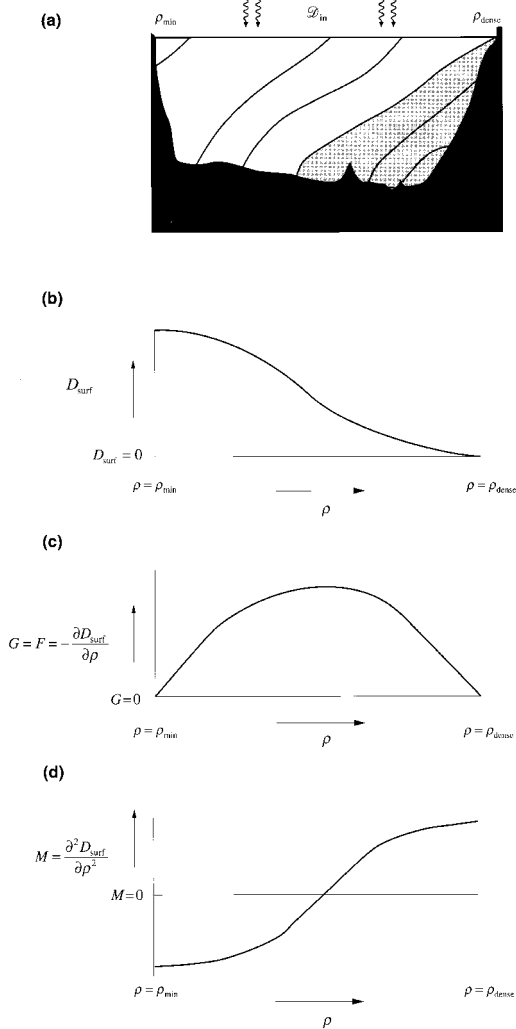 (a)
ρmin
𝒟in
ρdense
(b)
Dsurf
Dsurf = 0
ρ = ρmin
ρ
ρ = ρdense
(c)
G = F = −∂Dsurf/∂ρ
G = 0
ρ = ρmin
ρ
ρ = ρdense
(d)
M = ∂²Dsurf/∂ρ²
M = 0
ρ = ρmin
ρ
ρ = ρdense